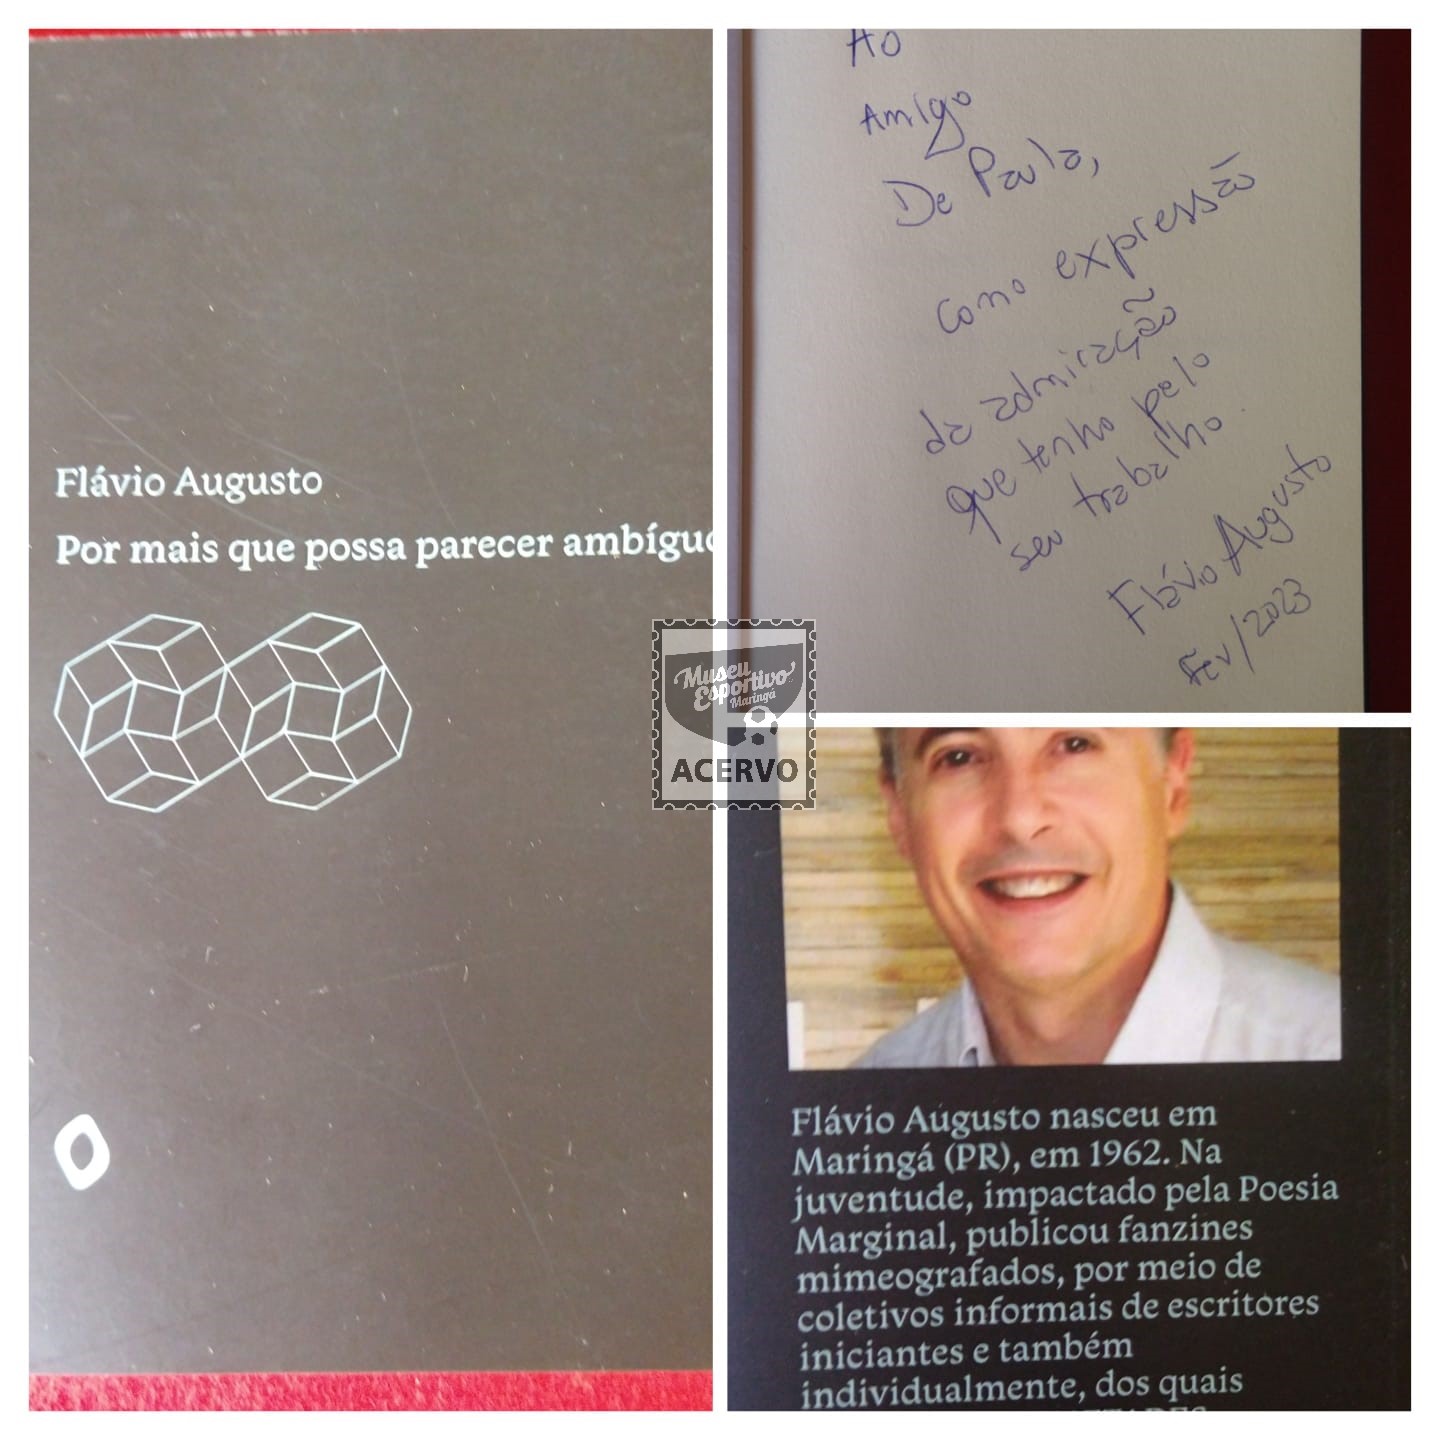 Flávio Augusto
Por mais que possa parecer ambíguo
Ao
Amigo
De Paula,
como expressão
da admiração
que tenho pelo
seu trabalho.
Flávio Augusto
Fev/2023
Museu
Esportivo
Maringá
ACERVO
Flávio Augusto nasceu em
Maringá (PR), em 1962. Na
juventude, impactado pela Poesia
Marginal, publicou fanzines
mimeografados, por meio de
coletivos informais de escritores
iniciantes e também
individualmente, dos quais